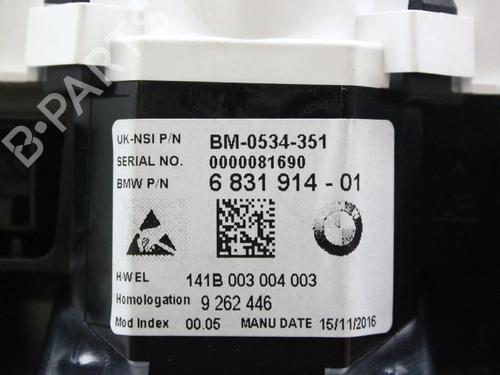 B-PARTS
UK-NSI P/N BM-0534-351
SERIAL NO. 0000081690
BMW P/N 6 831 914 - 01
H/W EL 141B 003 004 003
Homologation 9 262 446
Mod Index 00.05 MANU DATE 15/11/2016